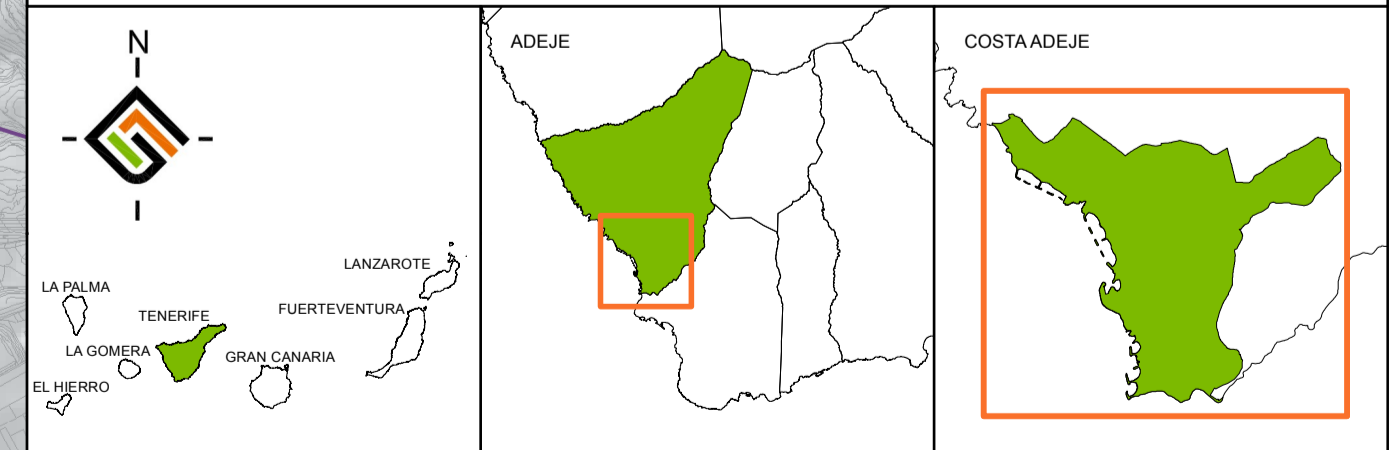 N
LANZAROTE
LA PALMA
FUERTEVENTURA
TENERIFE
LA GOMERA
GRAN CANARIA
EL HIERRO
ADEJE
COSTA ADEJE